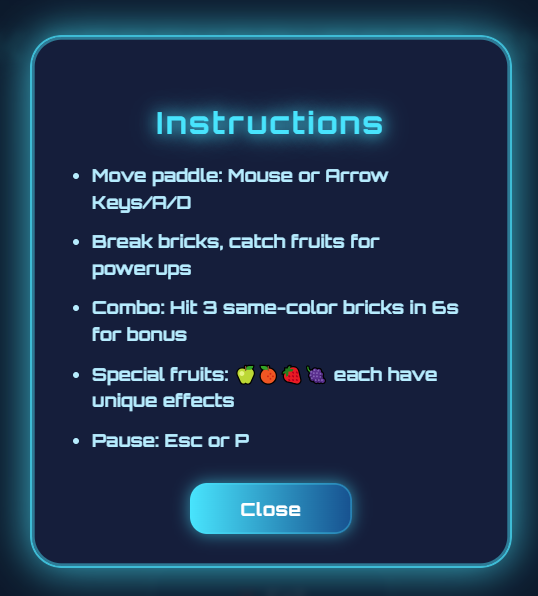 Instructions
• Move paddle: Mouse or Arrow
Keys/A/D
• Break bricks, catch fruits for
powerups
• Combo: Hit 3 same-color bricks in 6s
for bonus
• Special fruits: 🍏🍊🍓🍇 each have
unique effects
• Pause: Esc or P
Close